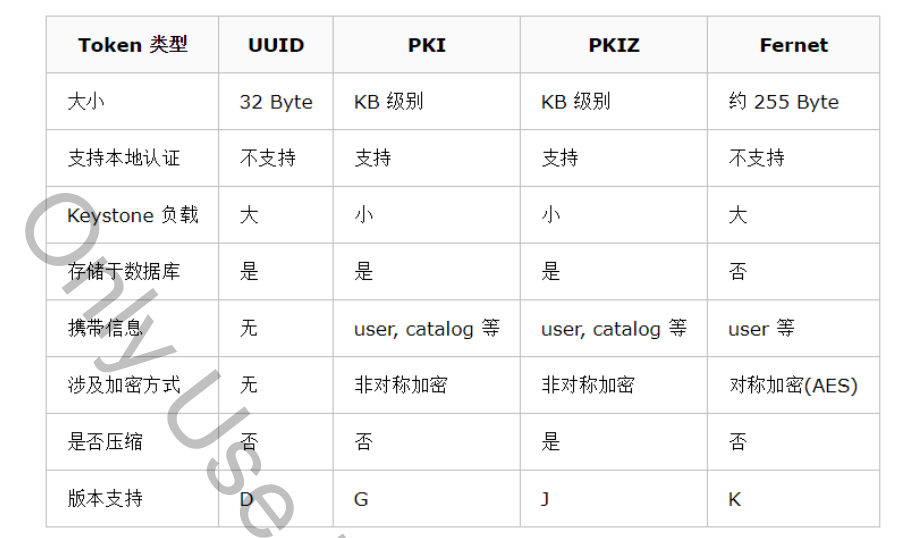 Token 类型 UUID PKI PKIZ Fernet
大小 32 Byte KB 级别 KB 级别 约 255 Byte
支持本地认证 不支持 支持 支持 不支持
Keystone 负载 大 小 小 大
存储于数据库 是 是 是 否
携带信息 无 user, catalog 等 user, catalog 等 user 等
涉及加密方式 无 非对称加密 非对称加密 对称加密(AES)
是否压缩 否 否 是 否
版本支持 D G J K
Only Use